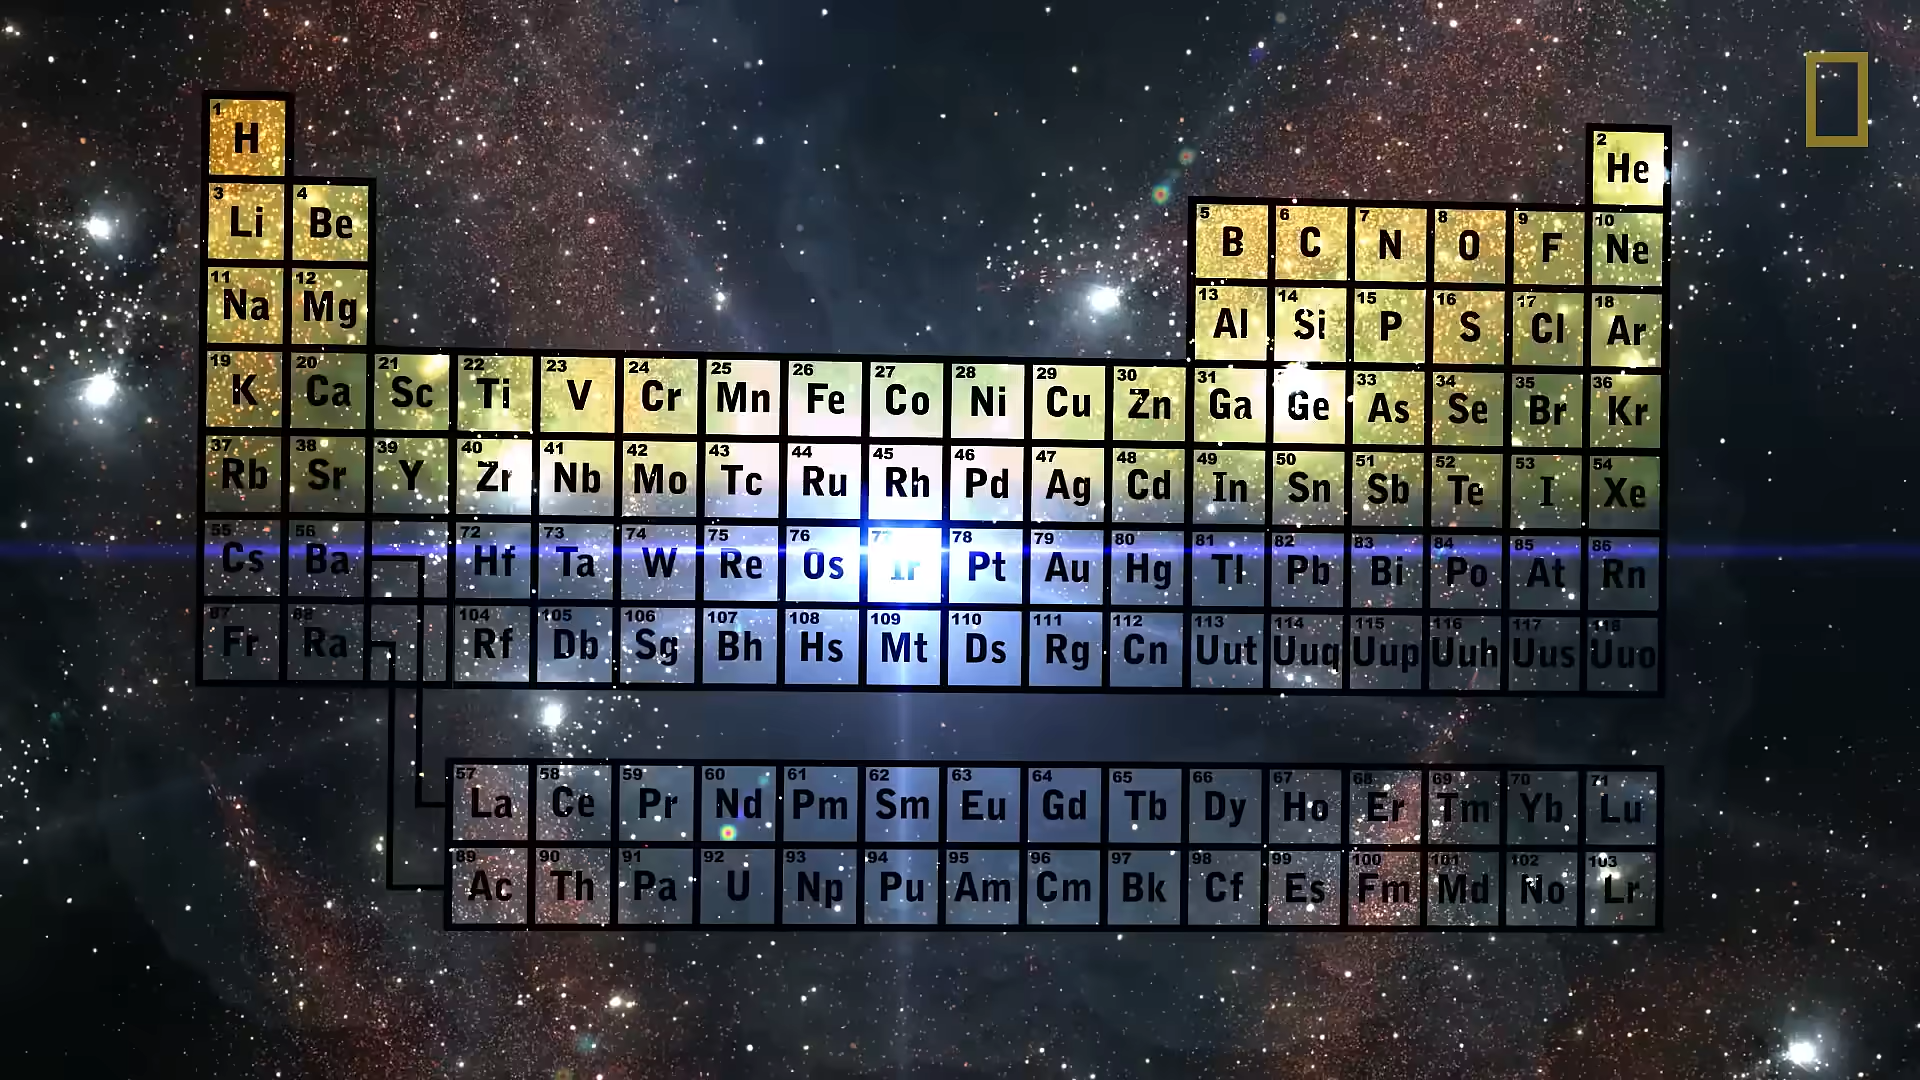 1 H
2 He
3 Li 4 Be 5 B 6 C 7 N 8 O 9 F 10 Ne
11 Na 12 Mg 13 Al 14 Si 15 P 16 S 17 Cl 18 Ar
19 K 20 Ca 21 Sc 22 Ti 23 V 24 Cr 25 Mn 26 Fe 27 Co 28 Ni 29 Cu 30 Zn 31 Ga Ge 33 As 34 Se 35 Br 36 Kr
37 Rb 38 Sr 39 Y 40 Zr 41 Nb 42 Mo 43 Tc 44 Ru 45 Rh 46 Pd 47 Ag 48 Cd 49 In 50 Sn 51 Sb 52 Te 53 I 54 Xe
55 Cs 56 Ba 72 Hf 73 Ta 74 W 75 Re 76 Os 77 Ir 78 Pt 79 Au 80 Hg 81 Tl 82 Pb 83 Bi 84 Po 85 At 86 Rn
87 Fr 88 Ra 104 Rf 105 Db 106 Sg 107 Bh 108 Hs 109 Mt 110 Ds 111 Rg 112 Cn 113 Uut 114 Uuq 115 Uup 116 Uuh 117 Uus 118 Uuo
57 La 58 Ce 59 Pr 60 Nd 61 Pm 62 Sm 63 Eu 64 Gd 65 Tb 66 Dy 67 Ho 68 Er 69 Tm 70 Yb 71 Lu
89 Ac 90 Th 91 Pa 92 U 93 Np 94 Pu 95 Am 96 Cm 97 Bk 98 Cf 99 Es 100 Fm 101 Md 102 No 103 Lr